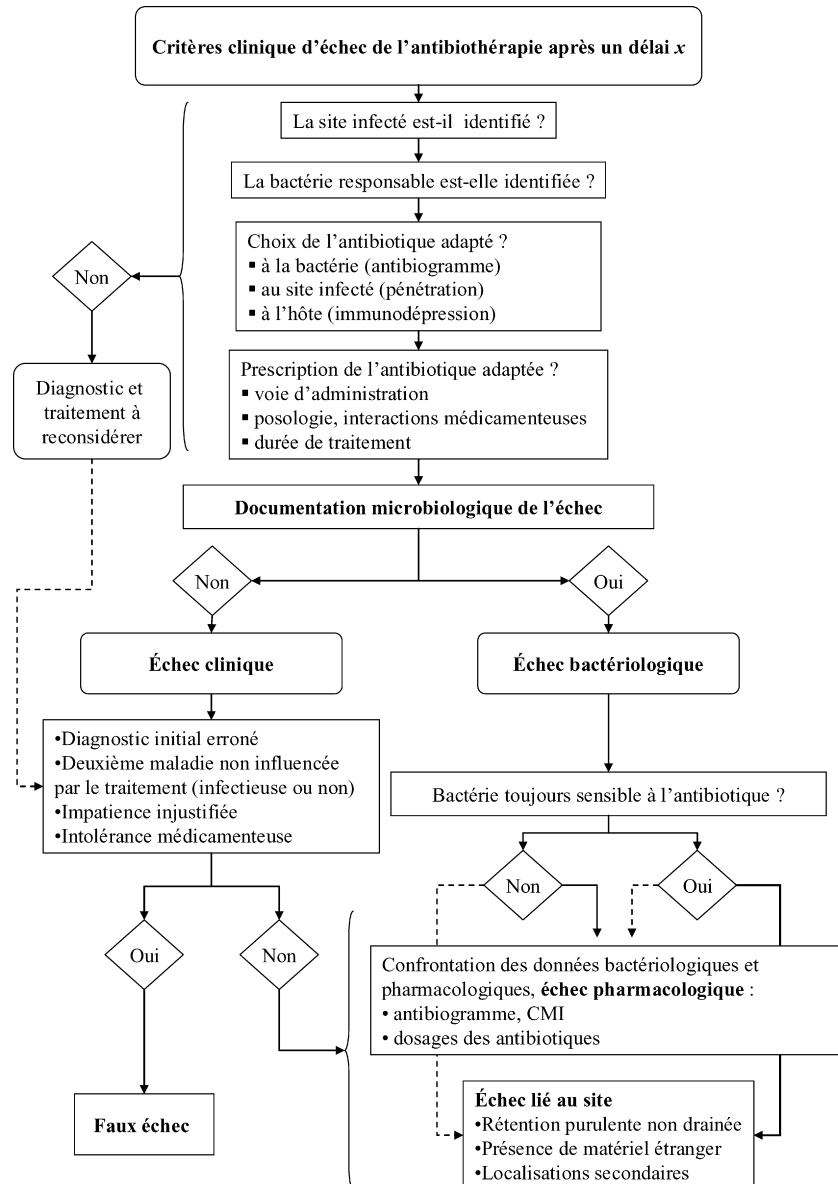 Critères clinique d'échec de l'antibiothérapie après un délai x
La site infecté est-il identifié ?
La bactérie responsable est-elle identifiée ?
Choix de l'antibiotique adapté ?
▪ à la bactérie (antibiogramme)
▪ au site infecté (pénétration)
▪ à l'hôte (immunodépression)
Non
Prescription de l'antibiotique adaptée ?
▪ voie d'administration
▪ posologie, interactions médicamenteuses
▪ durée de traitement
Diagnostic et
traitement à
reconsidérer
Documentation microbiologique de l'échec
Non
Oui
Échec clinique
Échec bactériologique
•Diagnostic initial erroné
•Deuxième maladie non influencée
par le traitement (infectieuse ou non)
•Impatience injustifiée
•Intolérance médicamenteuse
Bactérie toujours sensible à l'antibiotique ?
Non
Oui
Oui
Non
Confrontation des données bactériologiques et
pharmacologiques, échec pharmacologique :
• antibiogramme, CMI
• dosages des antibiotiques
Faux échec
Échec lié au site
•Rétention purulente non drainée
•Présence de matériel étranger
•Localisations secondaires